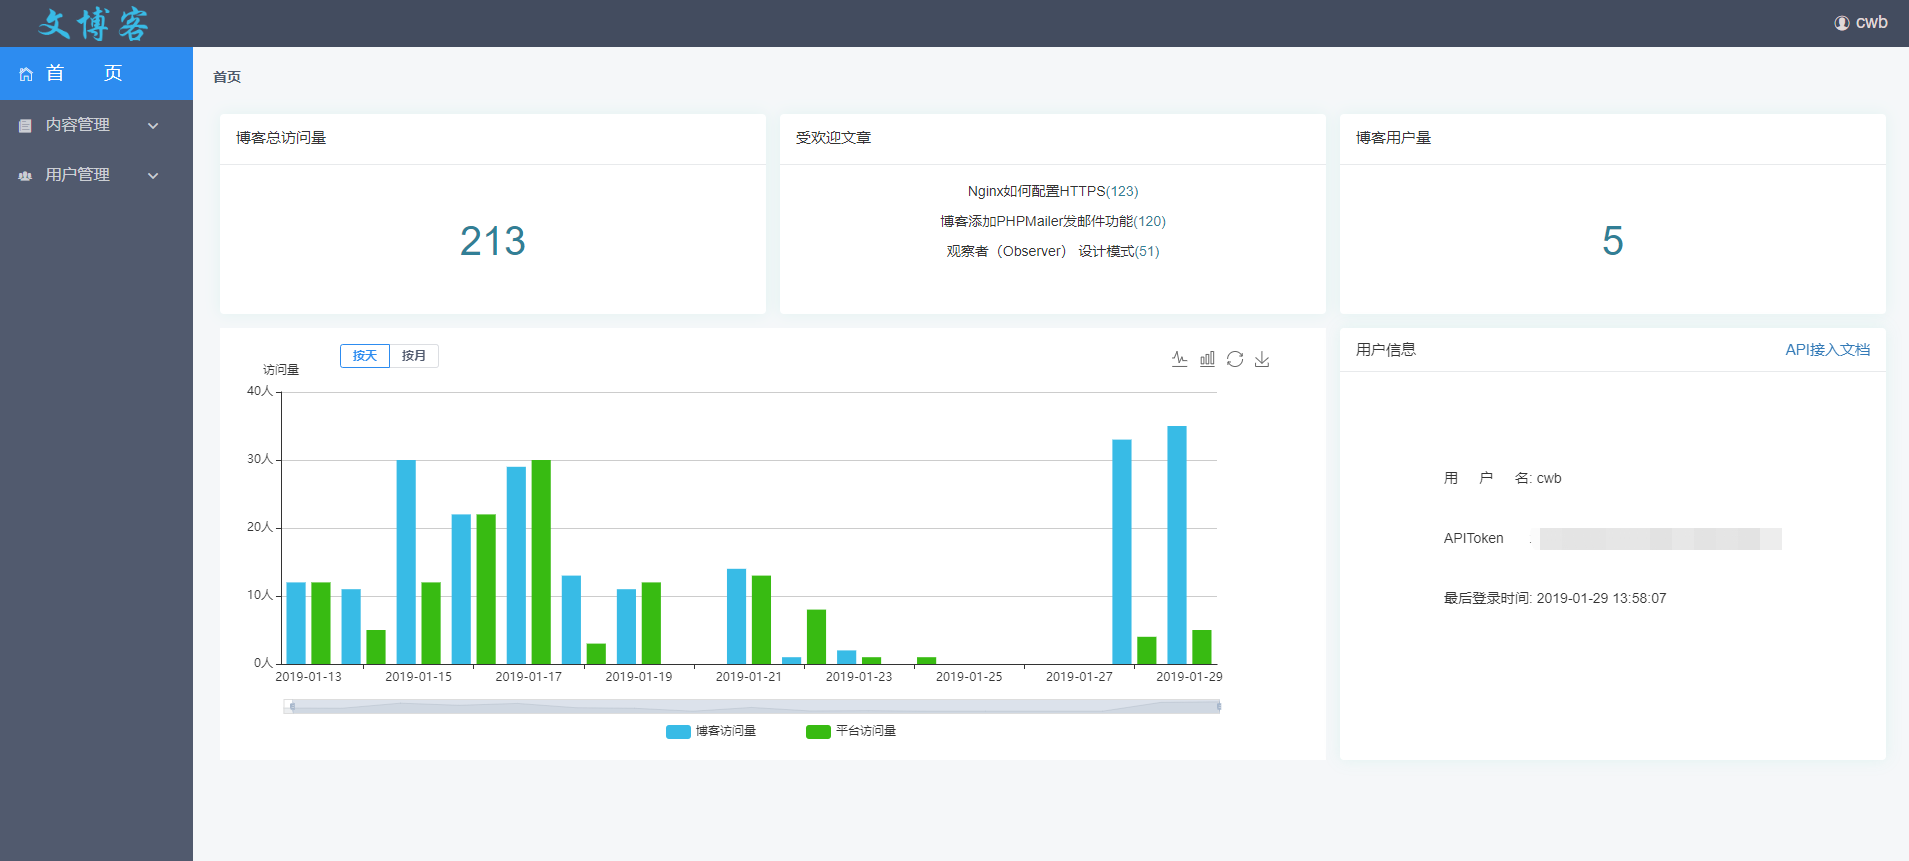 文博客
cwb
首 页
内容管理
用户管理
首页
博客总访问量
213
受欢迎文章
Nginx如何配置HTTPS(123)
博客添加PHPMailer发邮件功能(120)
观察者（Observer） 设计模式(51)
博客用户量
5
按天 按月
访问量
40人
30人
20人
10人
0人
2019-01-13 2019-01-15 2019-01-17 2019-01-19 2019-01-21 2019-01-23 2019-01-25 2019-01-27 2019-01-29
博客访问量 平台访问量
用户信息 API接入文档
用 户 名: cwb
APIToken
最后登录时间: 2019-01-29 13:58:07